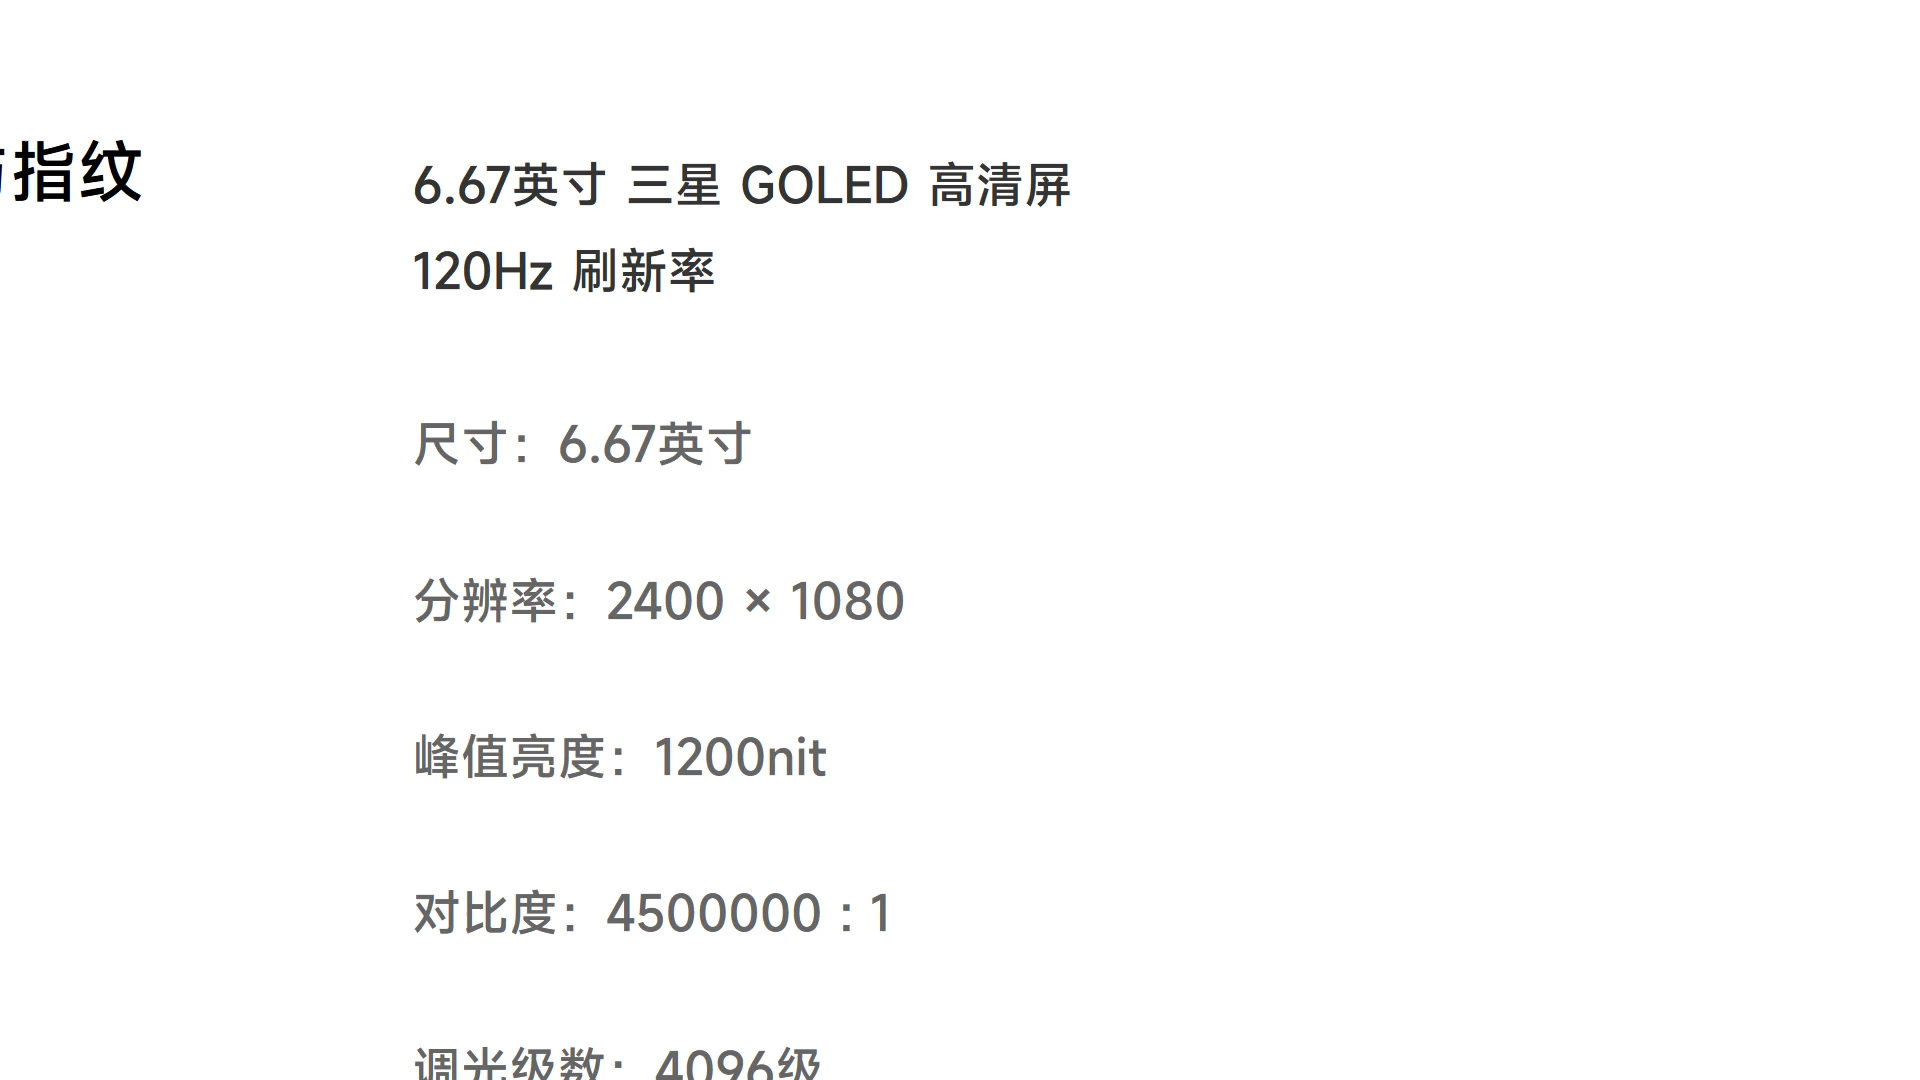 指纹
6.67英寸 三星 GOLED 高清屏
120Hz 刷新率
尺寸：6.67英寸
分辨率：2400 × 1080
峰值亮度：1200nit
对比度：4500000 : 1
调光级数：4096级